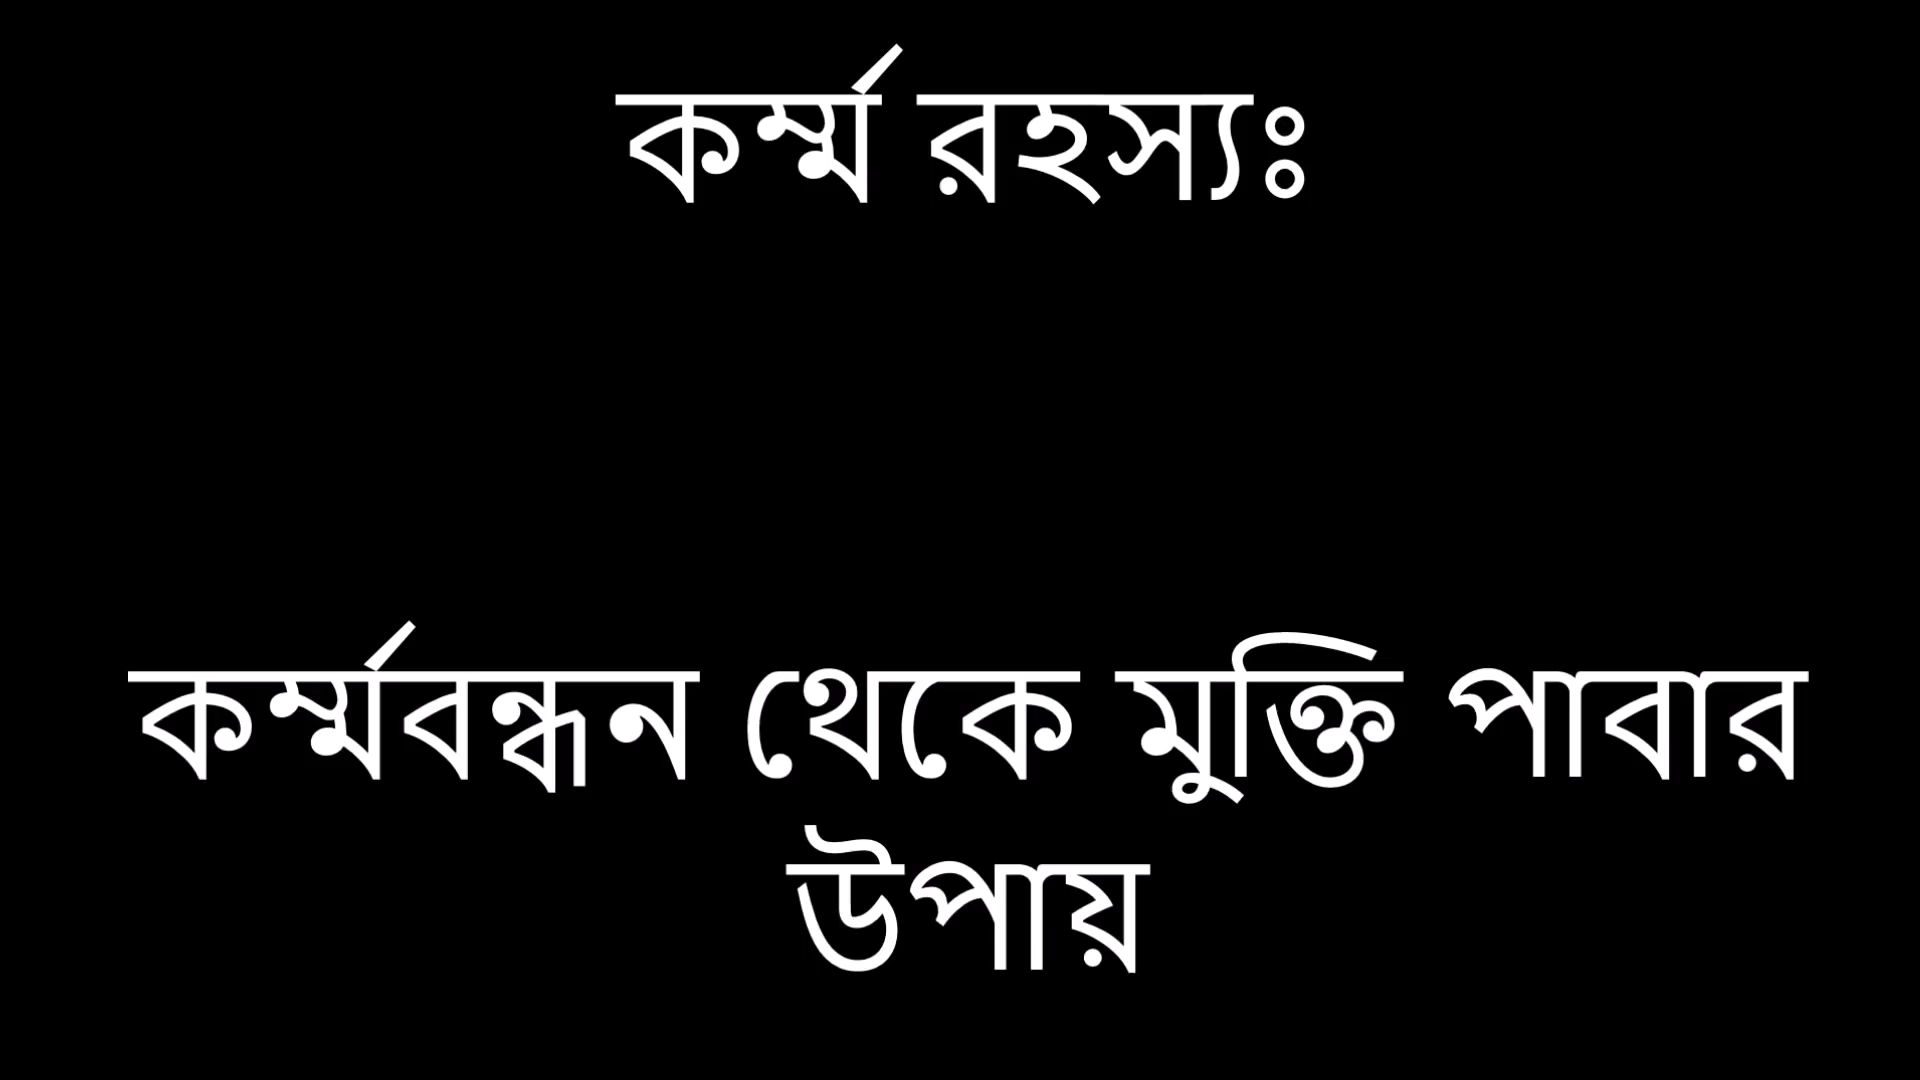 কর্ম্ম রহস্যঃ
কর্ম্মবন্ধন থেকে মুক্তি পাবার
উপায়